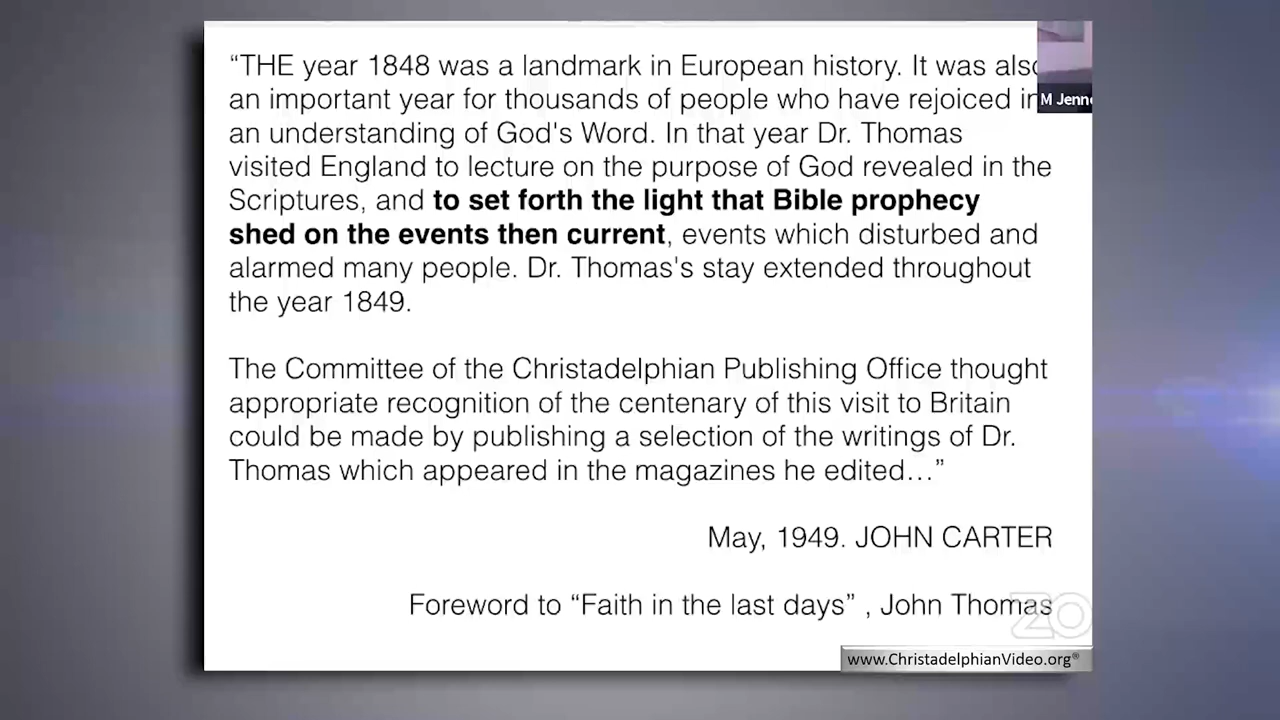 “THE year 1848 was a landmark in European history. It was also
an important year for thousands of people who have rejoiced in
an understanding of God's Word. In that year Dr. Thomas
visited England to lecture on the purpose of God revealed in the
Scriptures, and to set forth the light that Bible prophecy
shed on the events then current, events which disturbed and
alarmed many people. Dr. Thomas's stay extended throughout
the year 1849.
The Committee of the Christadelphian Publishing Office thought
appropriate recognition of the centenary of this visit to Britain
could be made by publishing a selection of the writings of Dr.
Thomas which appeared in the magazines he edited…”
May, 1949. JOHN CARTER
Foreword to “Faith in the last days” , John Thomas
www.ChristadelphianVideo.org®
M